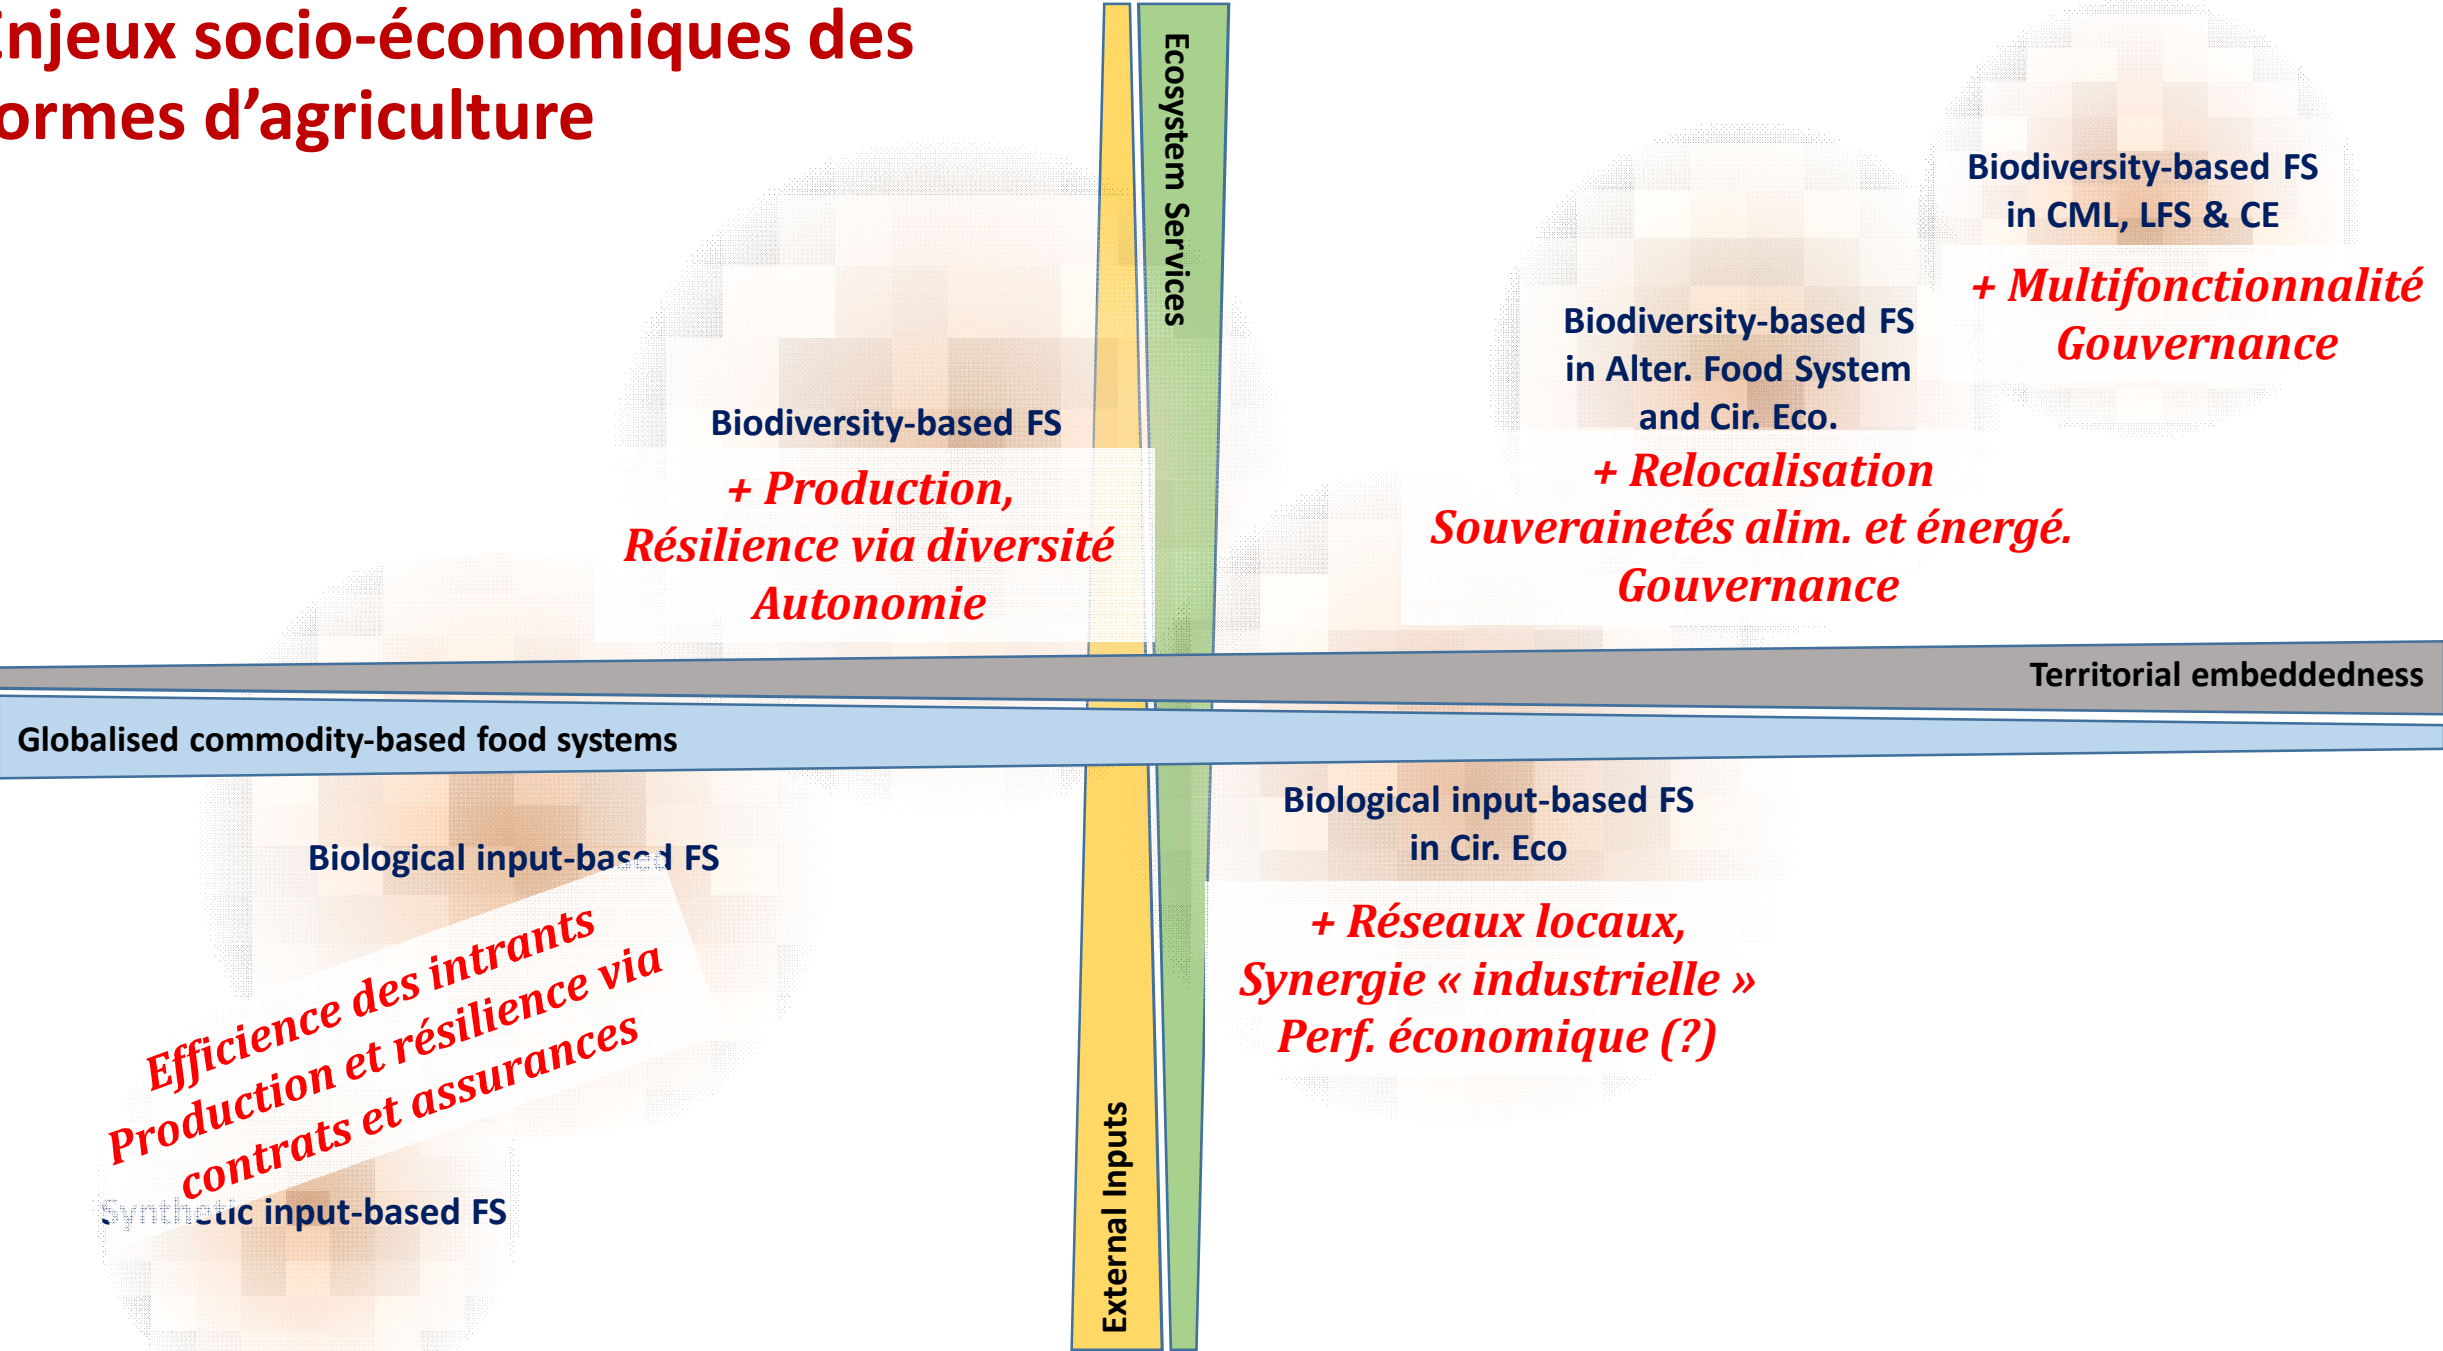 njeux socio-économiques des
ormes d'agriculture
Ecosystem Services
Biodiversity-based FS
in CML, LFS & CE
+ Multifonctionnalité
Gouvernance
Biodiversity-based FS
in Alter. Food System
and Cir. Eco.
+ Relocalisation
Souverainetés alim. et énergé.
Gouvernance
Biodiversity-based FS
+ Production,
Résilience via diversité
Autonomie
Territorial embeddedness
Globalised commodity-based food systems
Biological input-based FS
in Cir. Eco
+ Réseaux locaux,
Synergie « industrielle »
Perf. économique (?)
Biological input-based FS
Efficience des intrants
Production et résilience via
contrats et assurances
Synthetic input-based FS
External Inputs